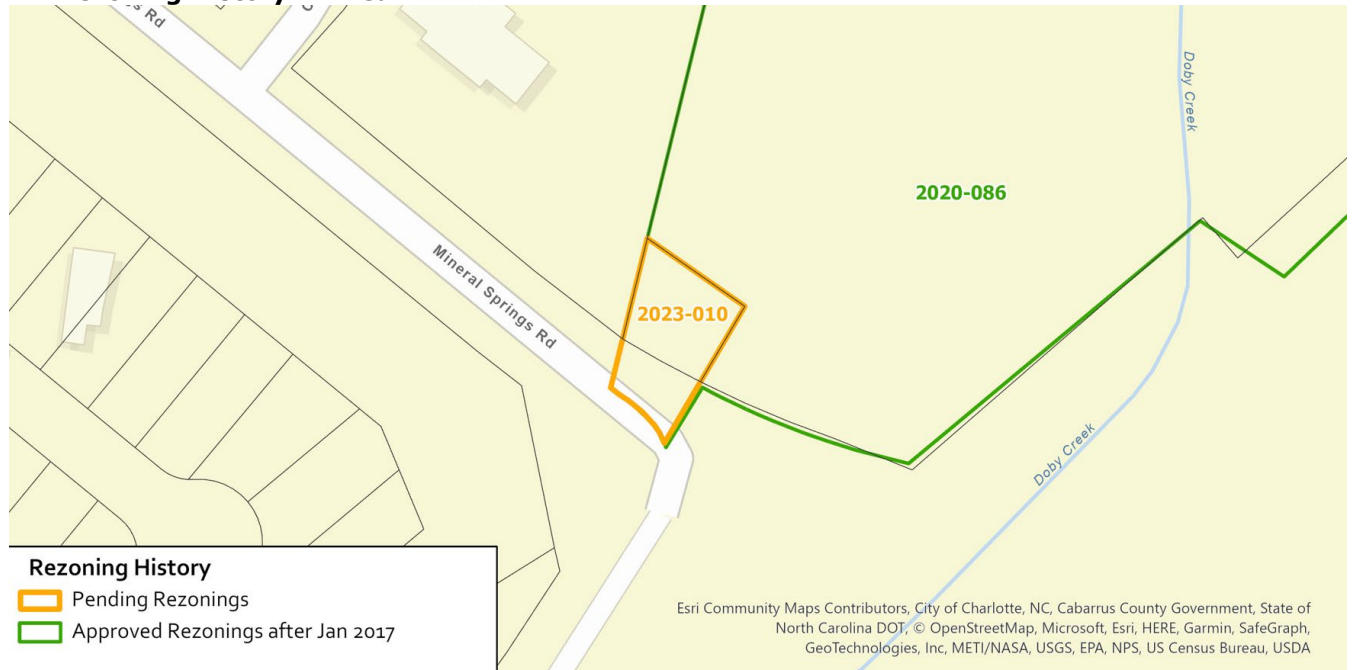 Rd
Doby Creek
2020-086
Mineral Springs Rd
2023-010
Doby Creek
Rezoning History
Pending Rezonings
Approved Rezonings after Jan 2017
Esri Community Maps Contributors, City of Charlotte, NC, Cabarrus County Government, State of
North Carolina DOT, © OpenStreetMap, Microsoft, Esri, HERE, Garmin, SafeGraph,
GeoTechnologies, Inc, METI/NASA, USGS, EPA, NPS, US Census Bureau, USDA